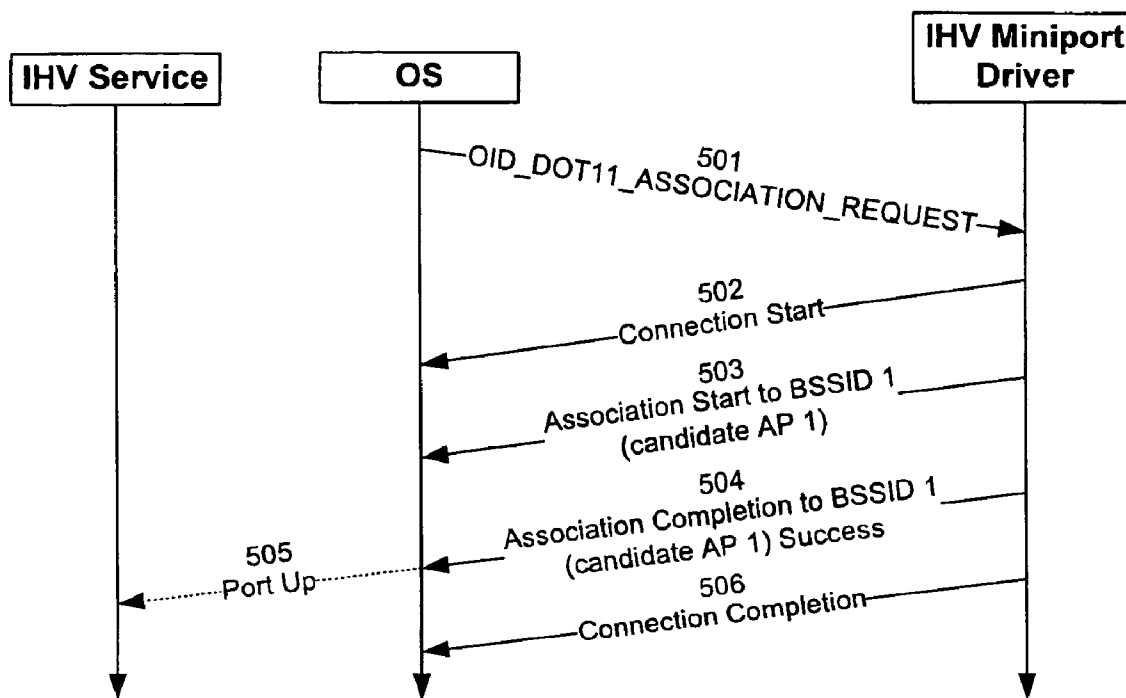 IHV Service
OS
IHV Miniport
Driver
501
OID_DOT11_ASSOCIATION_REQUEST
502
Connection Start
503
Association Start to BSSID 1
(candidate AP 1)
504
Association Completion to BSSID 1
(candidate AP 1) Success
505
Port Up
506
Connection Completion